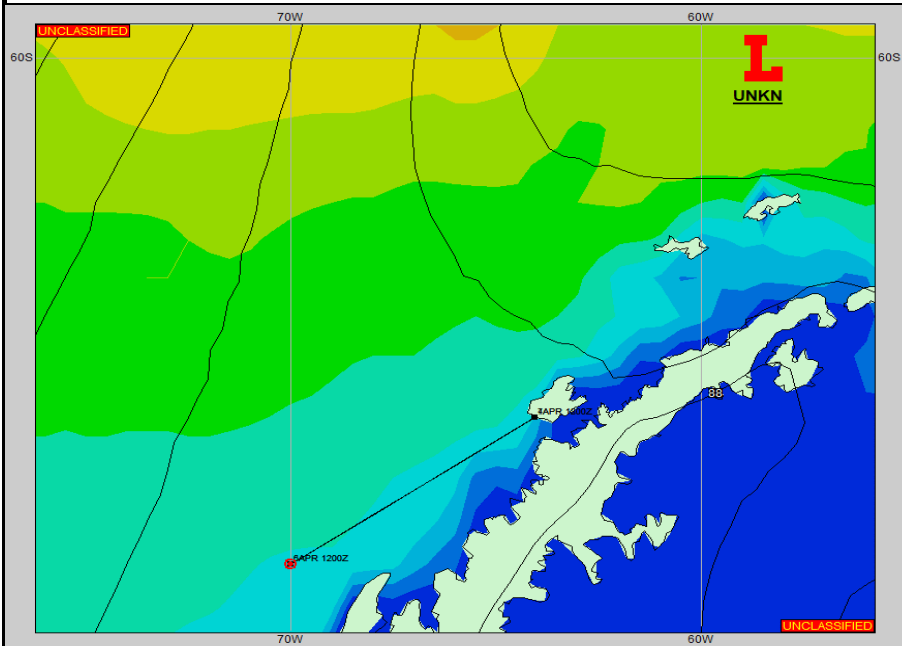 70W 60W
UNCLASSIFIED
60S 60S
L
UNKN
88
APR 1200Z
APR 1200Z
UNCLASSIFIED
70W 60W